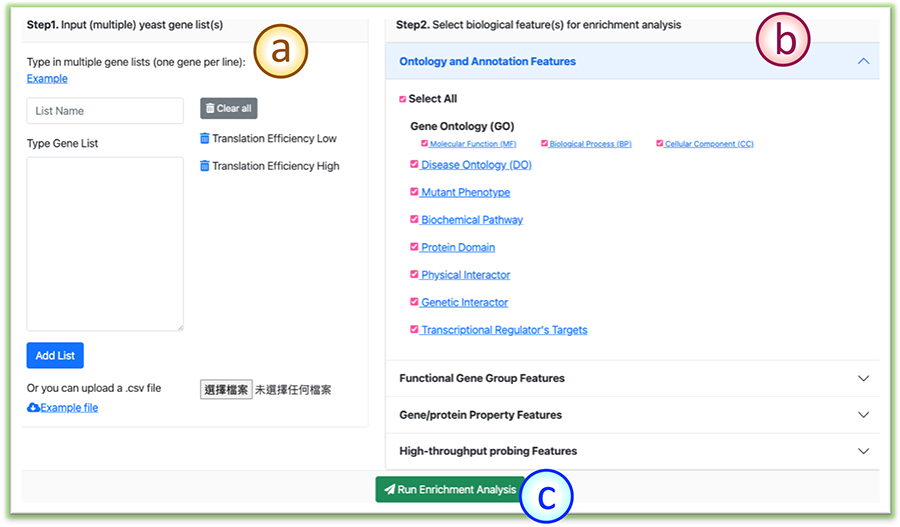 Step1. Input (multiple) yeast gene list(s)
a
Type in multiple gene lists (one gene per line):
Example
List Name
Clear all
Translation Efficiency Low
Type Gene List
Translation Efficiency High
Add List
Or you can upload a .csv file
選擇檔案 未選擇任何檔案
Example file
Step2. Select biological feature(s) for enrichment analysis
b
Ontology and Annotation Features
Select All
Gene Ontology (GO)
Molecular Function (MF) Biological Process (BP) Cellular Component (CC)
Disease Ontology (DO)
Mutant Phenotype
Biochemical Pathway
Protein Domain
Physical Interactor
Genetic Interactor
Transcriptional Regulator's Targets
Functional Gene Group Features
Gene/protein Property Features
High-throughput probing Features
Run Enrichment Analysis
c